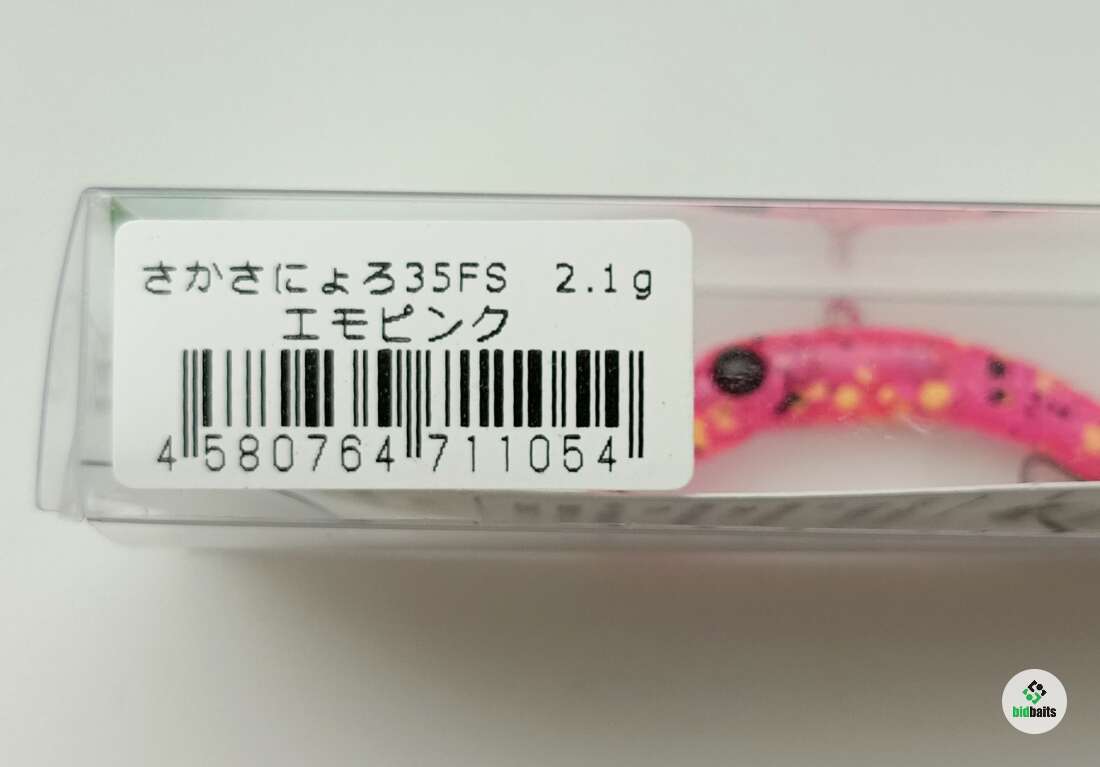 さかさにょろ35FS 2.1g
エモピンク
4 580764 711054
bidbaits